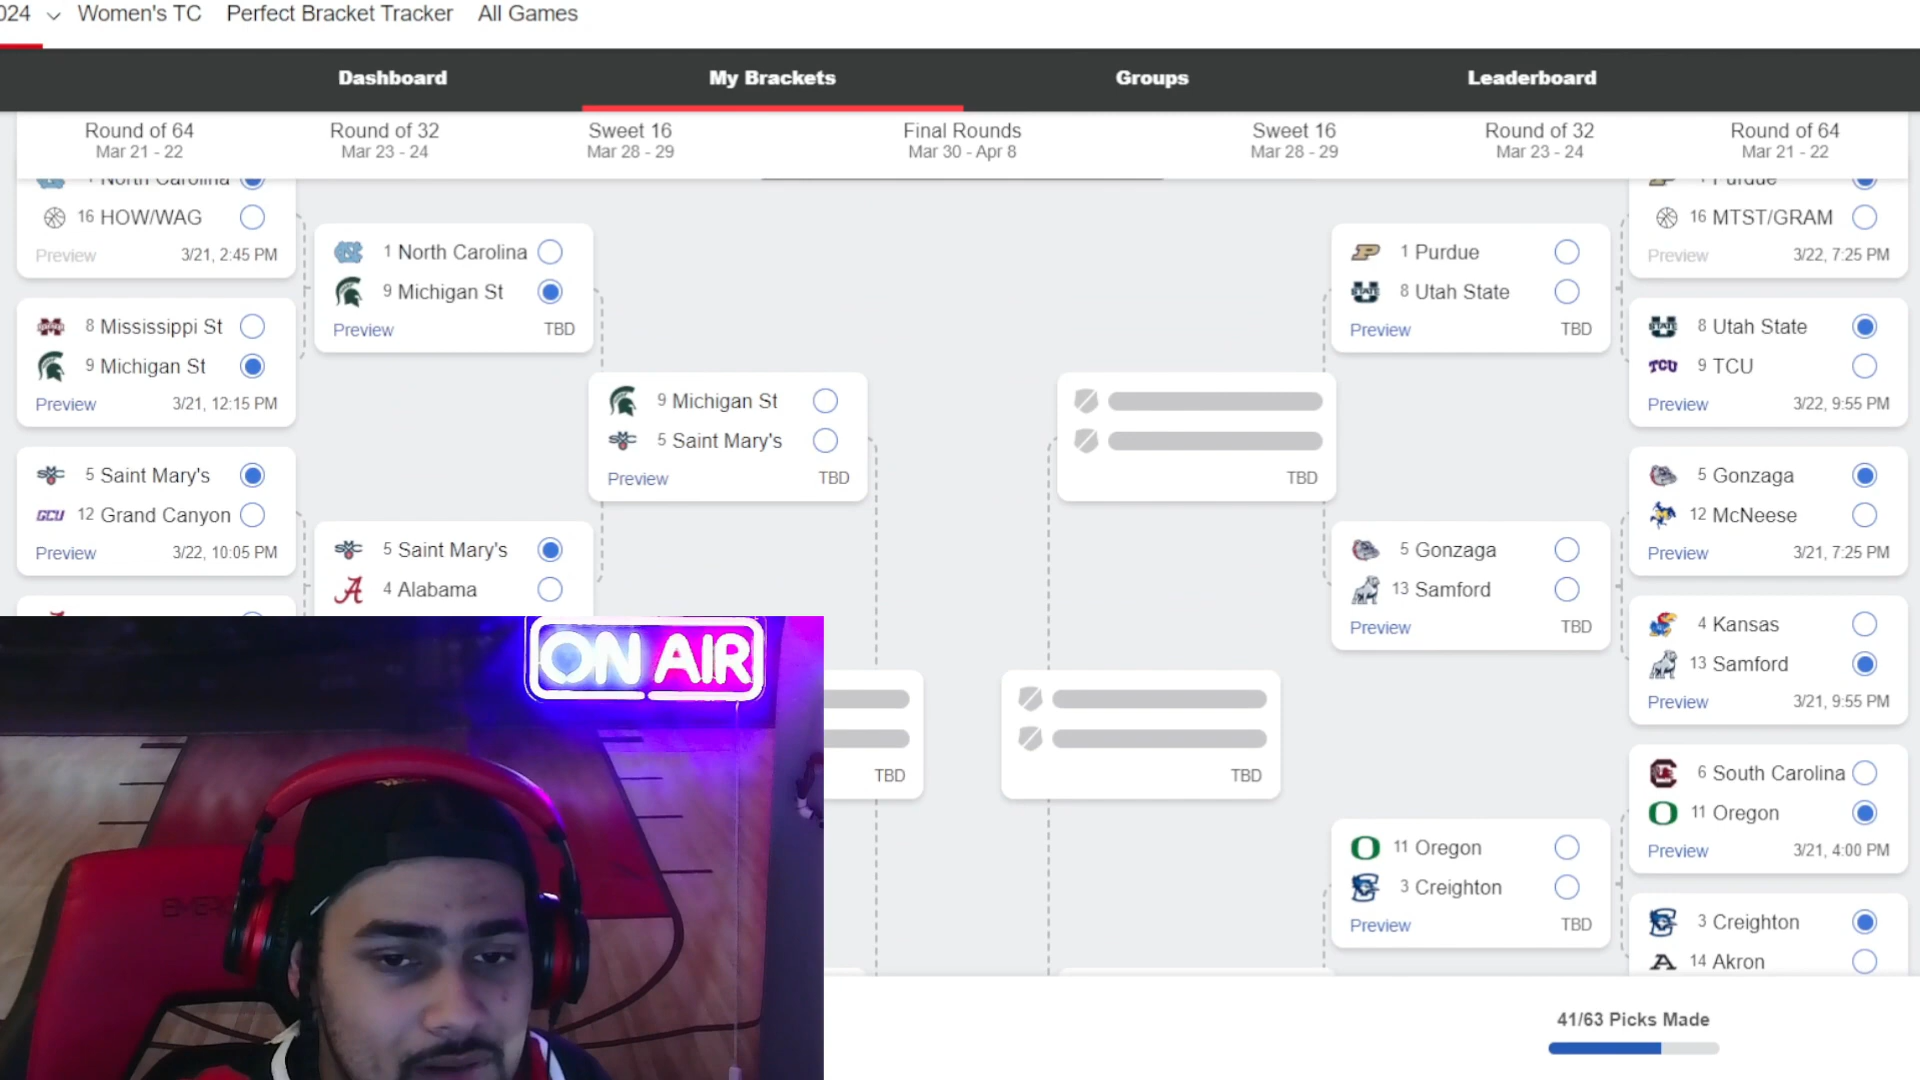 024 Women's TC Perfect Bracket Tracker All Games
Dashboard My Brackets Groups Leaderboard
Round of 64
Mar 21 - 22
Round of 32
Mar 23 - 24
Sweet 16
Mar 28 - 29
Final Rounds
Mar 30 - Apr 8
Sweet 16
Mar 28 - 29
Round of 32
Mar 23 - 24
Round of 64
Mar 21 - 22
1 North Carolina
16 HOW/WAG
Preview 3/21, 2:45 PM
8 Mississippi St
9 Michigan St
Preview 3/21, 12:15 PM
5 Saint Mary's
GCU 12 Grand Canyon
Preview 3/22, 10:05 PM
1 North Carolina
9 Michigan St
Preview TBD
5 Saint Mary's
4 Alabama
9 Michigan St
5 Saint Mary's
Preview TBD
TBD
TBD
TBD
1 Purdue
8 Utah State
Preview TBD
5 Gonzaga
13 Samford
Preview TBD
11 Oregon
3 Creighton
Preview TBD
1 Purdue
16 MTST/GRAM
Preview 3/22, 7:25 PM
8 Utah State
TCU 9 TCU
Preview 3/22, 9:55 PM
5 Gonzaga
12 McNeese
Preview 3/21, 7:25 PM
4 Kansas
13 Samford
Preview 3/21, 9:55 PM
6 South Carolina
11 Oregon
Preview 3/21, 4:00 PM
3 Creighton
14 Akron
ON AIR
41/63 Picks Made